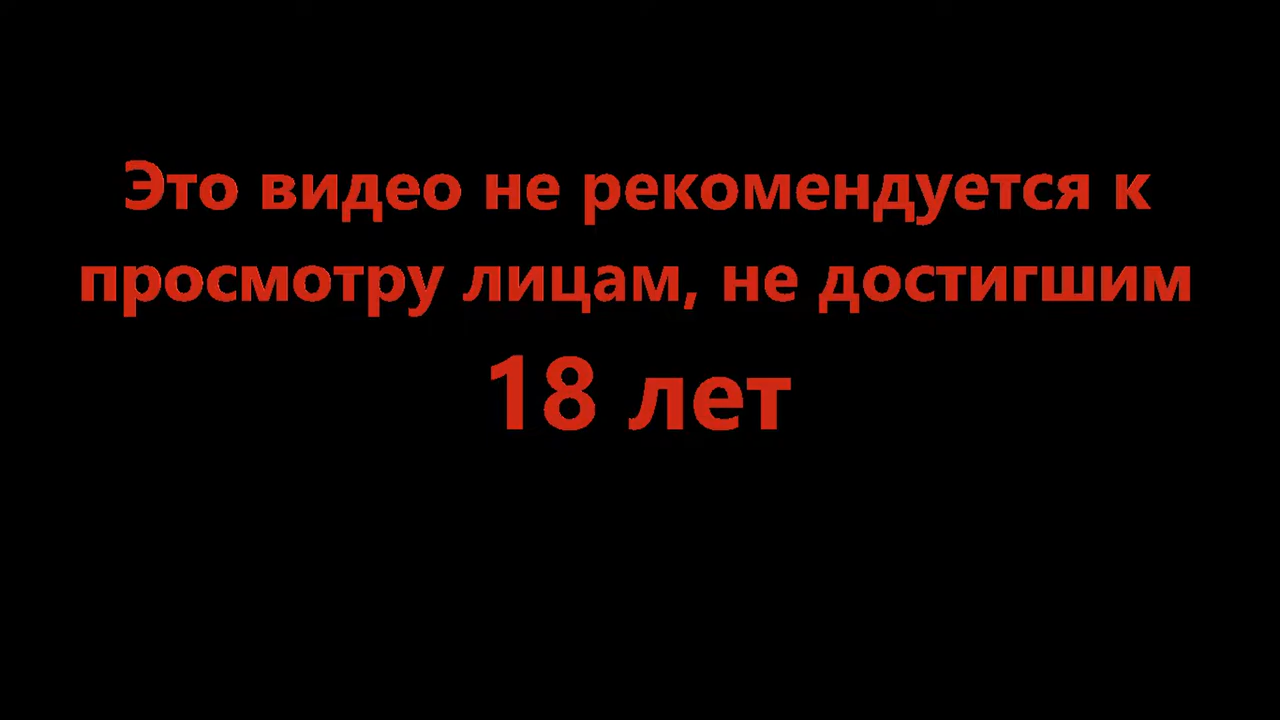 Это видео не рекомендуется к
просмотру лицам, не достигшим
18 лет